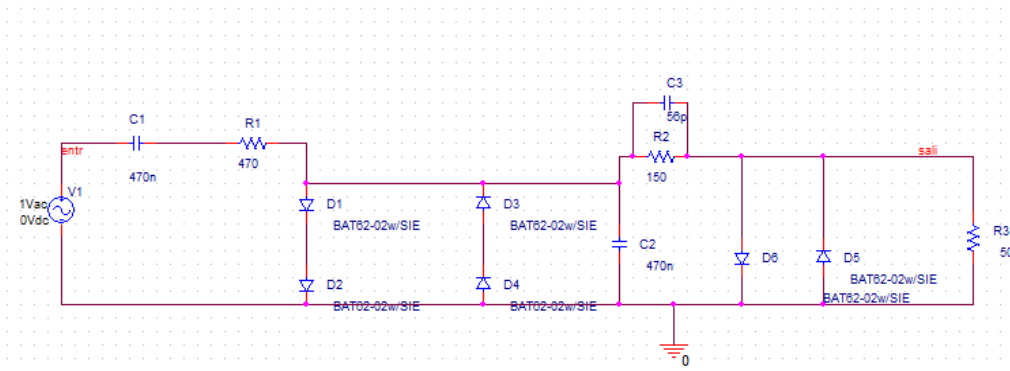 C3
56p
C1
R1
R2
entr
sali
470
470n
150
V1
1Vac
0Vdc
D1
D3
BAT62-02w/SIE
BAT62-02w/SIE
R3
50
C2
470n
D6
D5
BAT62-02w/SIE
BAT62-02w/SIE
D2
D4
BAT62-02w/SIE
BAT62-02w/SIE
0